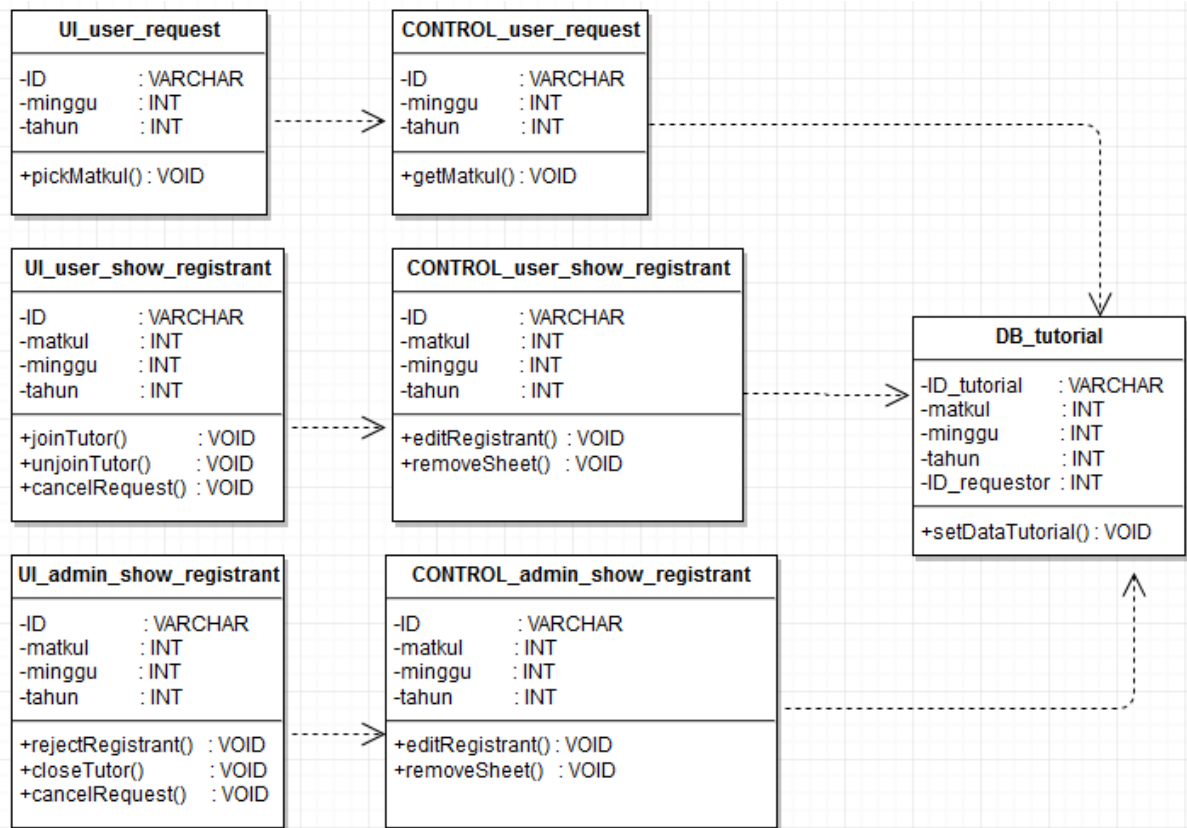 UI_user_request
-ID : VARCHAR
-minggu : INT
-tahun : INT
+pickMatkul() : VOID
CONTROL_user_request
-ID : VARCHAR
-minggu : INT
-tahun : INT
+getMatkul() : VOID
UI_user_show_registrant
-ID : VARCHAR
-matkul : INT
-minggu : INT
-tahun : INT
+joinTutor() : VOID
+unjoinTutor() : VOID
+cancelRequest() : VOID
CONTROL_user_show_registrant
-ID : VARCHAR
-matkul : INT
-minggu : INT
-tahun : INT
+editRegistrant() : VOID
+removeSheet() : VOID
DB_tutorial
-ID_tutorial : VARCHAR
-matkul : INT
-minggu : INT
-tahun : INT
-ID_requestor : INT
+setDataTutorial() : VOID
UI_admin_show_registrant
-ID : VARCHAR
-matkul : INT
-minggu : INT
-tahun : INT
+rejectRegistrant() : VOID
+closeTutor() : VOID
+cancelRequest() : VOID
CONTROL_admin_show_registrant
-ID : VARCHAR
-matkul : INT
-minggu : INT
-tahun : INT
+editRegistrant() : VOID
+removeSheet() : VOID